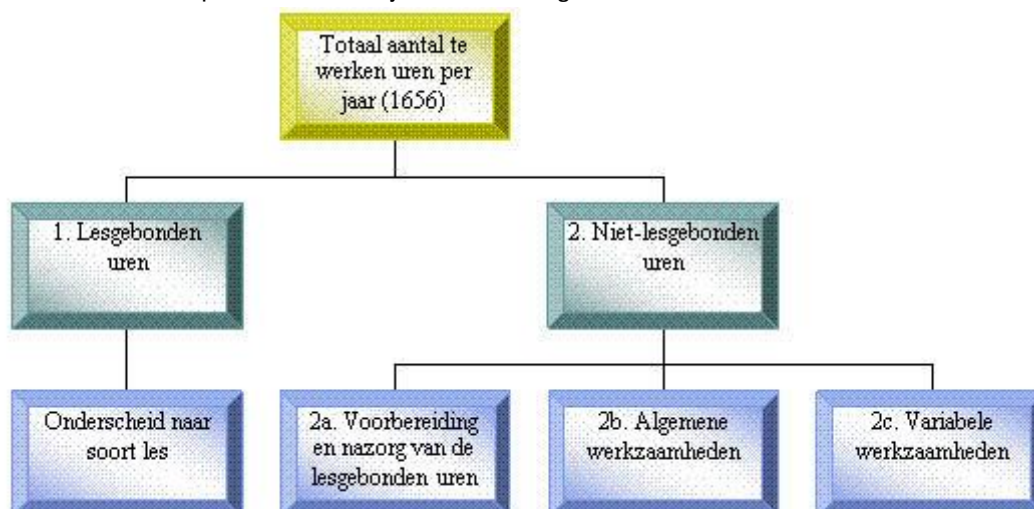 Totaal aantal te
werken uren per
jaar (1656)
1. Lesgebonden
uren
2. Niet-lesgebonden
uren
Onderscheid naar
soort les
2a. Voorbereiding
en nazorg van de
lesgebonden uren
2b. Algemene
werkzaamheden
2c. Variabele
werkzaamheden